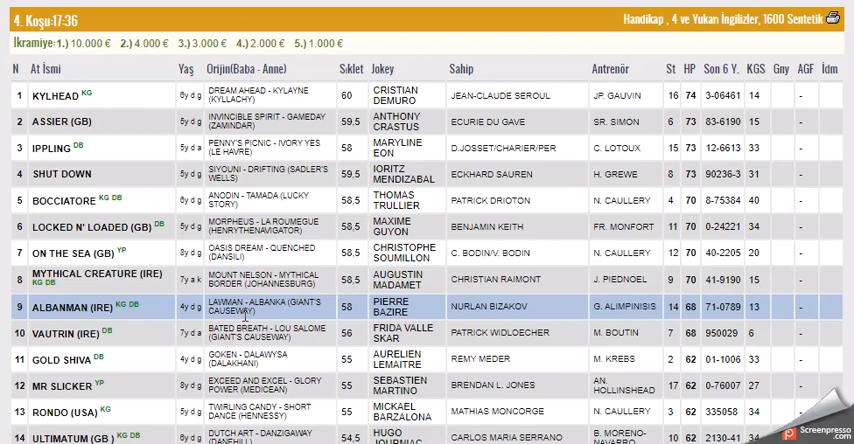 4. Koşu:17-36 Handikap , 4 ve Yukarı İngilizler, 1600 Sentetik
İkramiye: 1.) 10.000 € 2.) 4.000 € 3.) 3.000 € 4.) 2.000 € 5.) 1.000 €
N At İsmi Yaş Orijin(Baba - Anne) Sıklet Jokey Sahip Antrenör St HP Son 6 Y. KGS Gny AGF İdm
1 KYLHEAD KG 6y d g DREAM AHEAD - KYLAYNE (KYLLACHY) 60 CRISTIAN DEMURO JEAN-CLAUDE SEROUL JP. GAUVIN 16 74 3-06461 14 -
2 ASSIER (GB) 5y d g INVINCIBLE SPIRIT - GAMEDAY (ZAMINDAR) 59,5 ANTHONY CRASTUS ECURIE DU GAVE SR. SIMON 6 73 83-6190 15 -
3 IPPLING DB 5y d a PENNY'S PICNIC - IVORY YES (LE HAVRE) 58 MARYLINE EON D.JOSSET/CHARIER/PER C. LOTOUX 15 73 12-6613 33 -
4 SHUT DOWN 5y d g SIYOUNI - DRIFTING (SADLER'S WELLS) 59,5 IORITZ MENDIZABAL ECKHARD SAUREN H. GREWE 8 73 90236-3 31 -
5 BOCCIATORE KG DB 6y d g ANODIN - TAMADA (LUCKY STORY) 58,5 THOMAS TRULLIER PATRICK DRIOTON N. CAULLERY 4 70 8-75384 40 -
6 LOCKED N' LOADED (GB) DB 5y d g MORPHEUS - LA ROUMEGUE (HENRYTHENAVIGATOR) 58,5 MAXIME GUYON BENJAMIN KEITH FR. MONFORT 11 70 0-24221 34 -
7 ON THE SEA (GB) YP 8y d g OASIS DREAM - QUENCHED (DANSILI) 58,5 CHRISTOPHE SOUMILLON C. BODIN/V. BODIN N. CAULLERY 12 70 40-2205 20 -
8 MYTHICAL CREATURE (IRE) KG DB 7y a k MOUNT NELSON - MYTHICAL BORDER (JOHANNESBURG) 58,5 AUGUSTIN MADAMET CHRISTIAN RAIMONT J. PIEDNOEL 9 70 41-9190 15 -
9 ALBANMAN (IRE) KG DB 4y d g LAWMAN - ALBANKA (GIANT'S CAUSEWAY) 58 PIERRE BAZIRE NURLAN BIZAKOV G. ALIMPINISIS 14 68 71-0789 13 -
10 VAUTRIN (IRE) DB 7y d a BATED BREATH - LOU SALOME (GIANT'S CAUSEWAY) 56 FRIDA VALLE SKAR PATRICK WIDLOECHER M. BOUTIN 7 68 950029 6 -
11 GOLD SHIVA DB 4y d g GOKEN - DALAWYSA (DALAKHANI) 55 AURELIEN LEMAITRE REMY MEDER M. KREBS 2 62 01-1006 33 -
12 MR SLICKER YP 8y d g EXCEED AND EXCEL - GLORY POWER (MEDICEAN) 55 SEBASTIEN MARTINO BRENDAN L. JONES AN. HOLLINSHEAD 17 62 0-76007 27 -
13 RONDO (USA) KG 5y d g TWIRLING CANDY - SHORT DANCE (HENNESSY) 55 MICKAEL BARZALONA MATHIAS MONCORGE N. CAULLERY 3 62 335058 34 -
14 ULTIMATUM (GB) KG DB 5y d g DUTCH ART - DANZIGAWAY (DANEHILL) 54,5 HUGO JOURNIAC CARLOS MARIA SERRANO B. MORENO-NAVARRO 10 62 2130-41 34
Screenpresso
.com